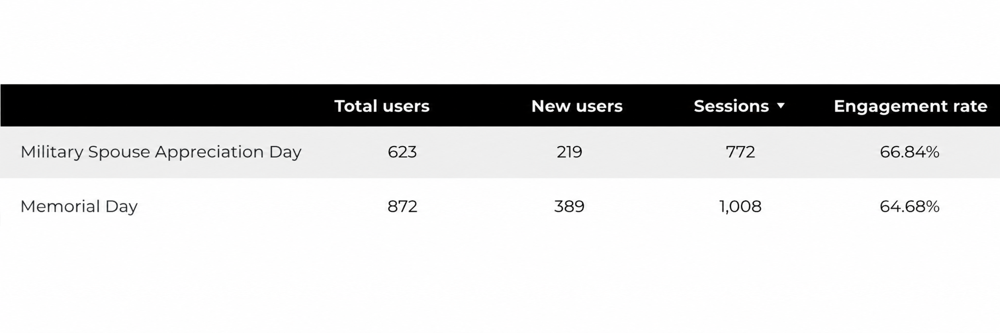 Total users New users Sessions ▼ Engagement rate
Military Spouse Appreciation Day 623 219 772 66.84%
Memorial Day 872 389 1,008 64.68%